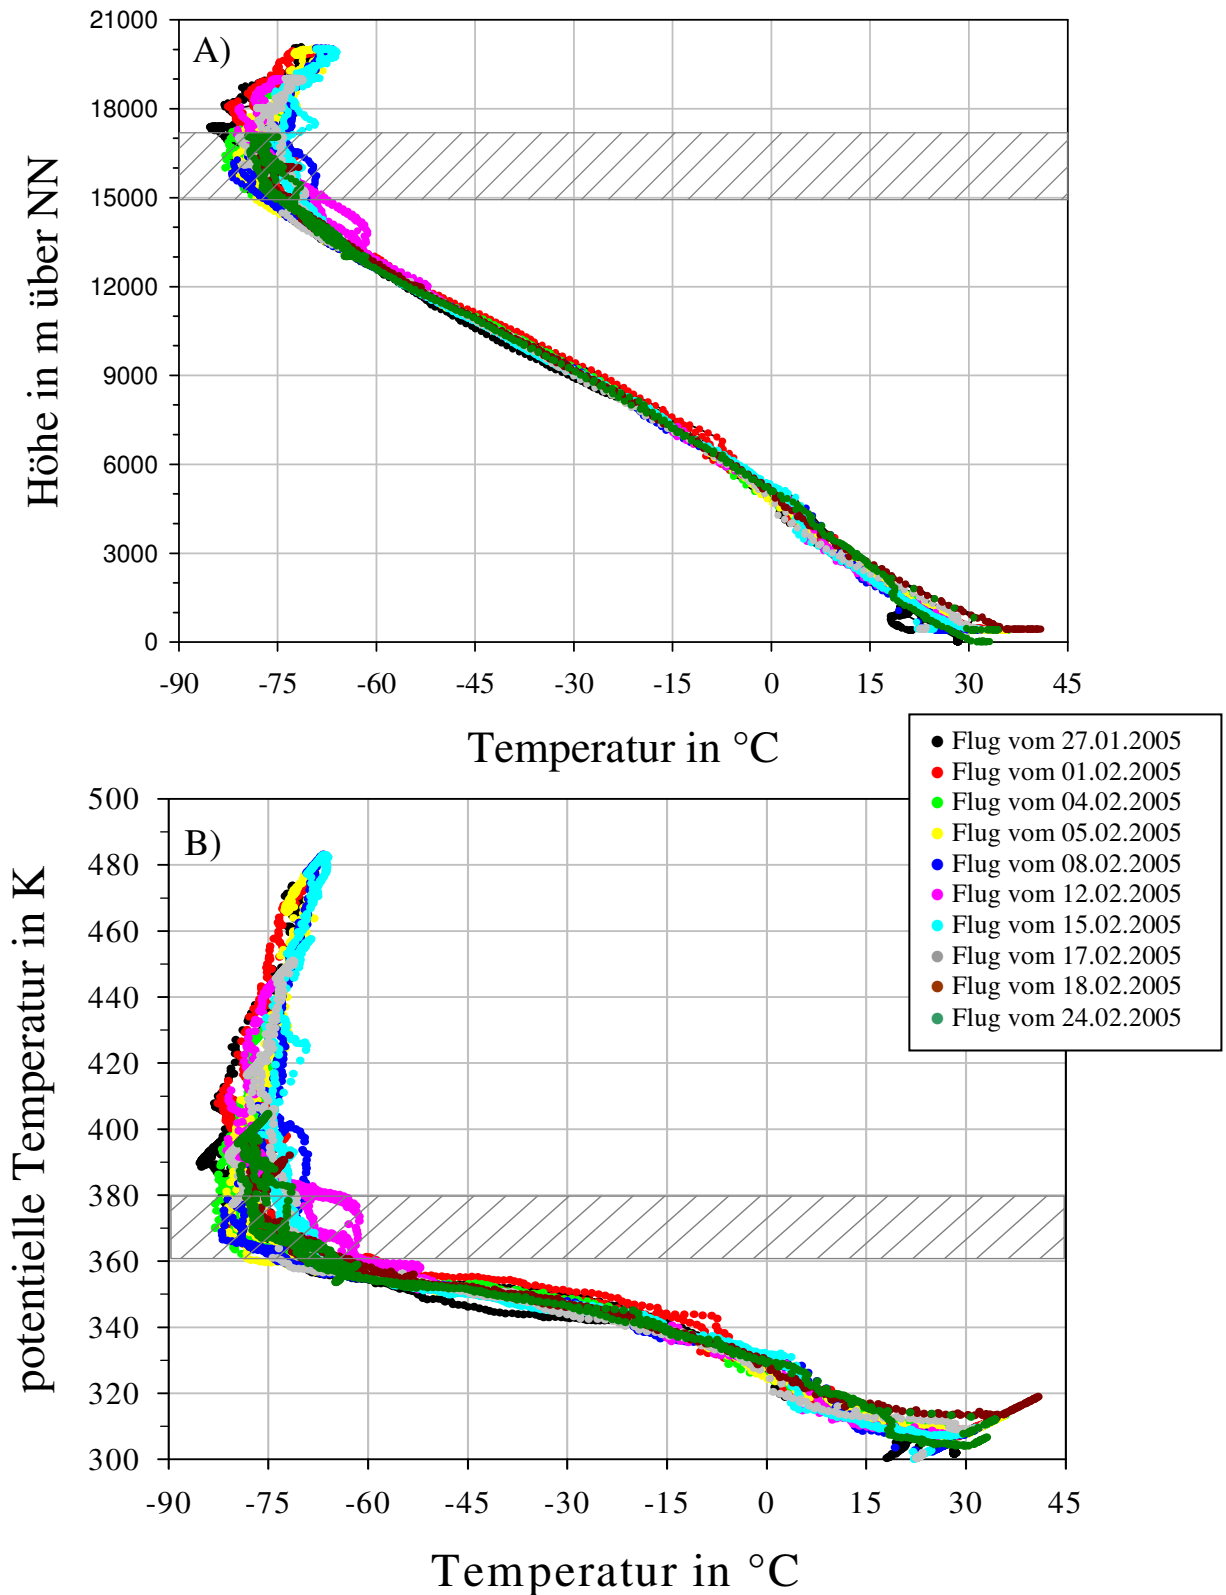 A)
21000
18000
15000
12000
9000
6000
3000
0
Höhe in m über NN
-90 -75 -60 -45 -30 -15 0 15 30 45
Temperatur in °C
Flug vom 27.01.2005
Flug vom 01.02.2005
Flug vom 04.02.2005
Flug vom 05.02.2005
Flug vom 08.02.2005
Flug vom 12.02.2005
Flug vom 15.02.2005
Flug vom 17.02.2005
Flug vom 18.02.2005
Flug vom 24.02.2005
B)
500
480
460
440
420
400
380
360
340
320
300
potentielle Temperatur in K
-90 -75 -60 -45 -30 -15 0 15 30 45
Temperatur in °C